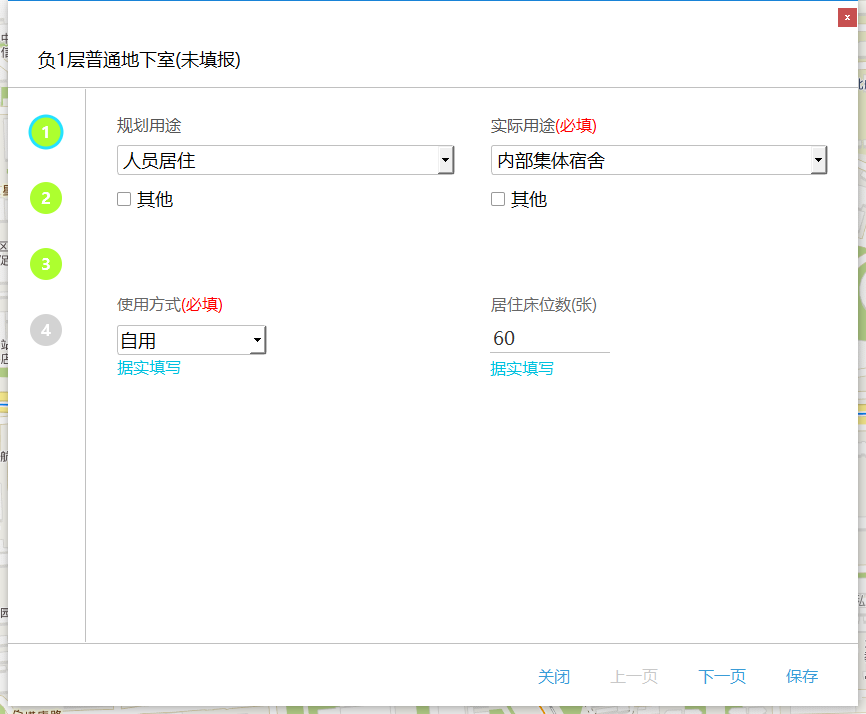 x
负1层普通地下室(未填报)
1
2
3
4
规划用途
人员居住
其他
实际用途(必填)
内部集体宿舍
其他
使用方式(必填)
自用
据实填写
居住床位数(张)
60
据实填写
关闭 上一页 下一页 保存